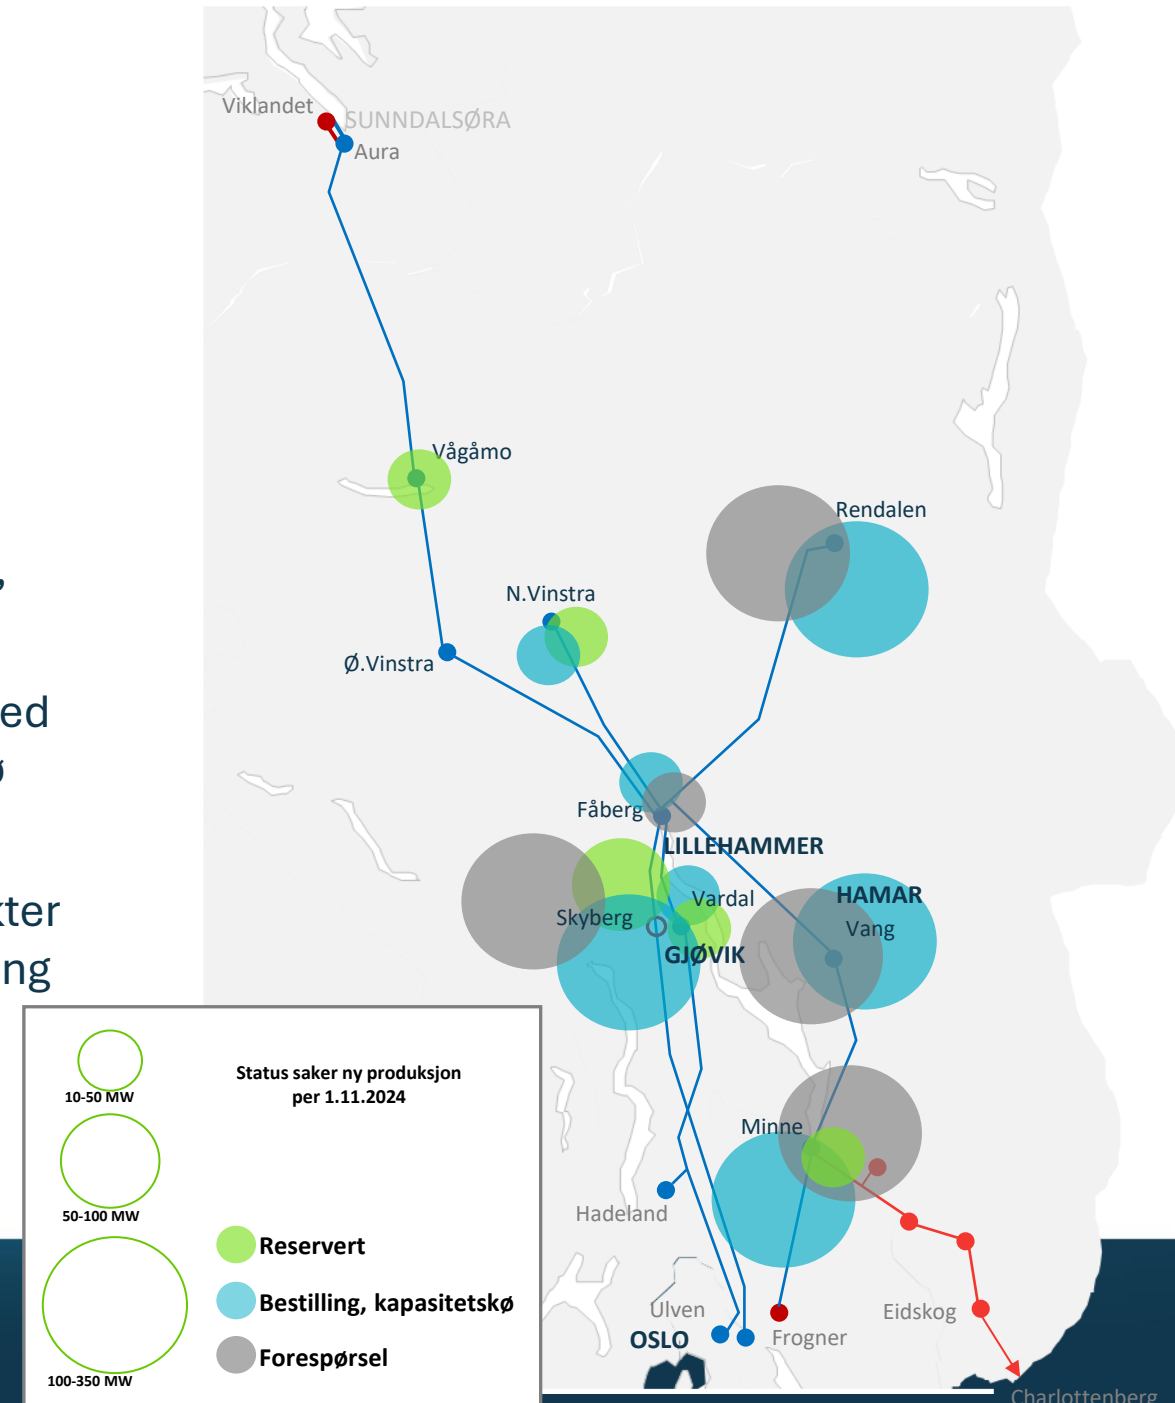 Viklandet
SUNNDALSØRA
Aura
Vågåmo
Rendalen
,
N.Vinstra
Ø.Vinstra
ed
ø
Fåberg
LILLEHAMMER
HAMAR
Vardal
kter
Skyberg
Vang
GJØVIK
ng
10-50 MW
Status saker ny produksjon
per 1.11.2024
50-100 MW
Minne
Hadeland
Reservert
Bestilling, kapasitetskø
Forespørsel
100-350 MW
Ulven
OSLO
Frogner
Eidskog
Charlottenberg